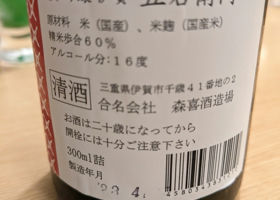 原材料 米(国産)、米麹(国産)
精米歩合60%
アルコール分:16度
清酒
三重県伊賀市千歳41番地の2
合名会社 森喜酒造場
お酒は二十歳になってから
開栓には十分ご注意下さい
300ml詰
製造年月